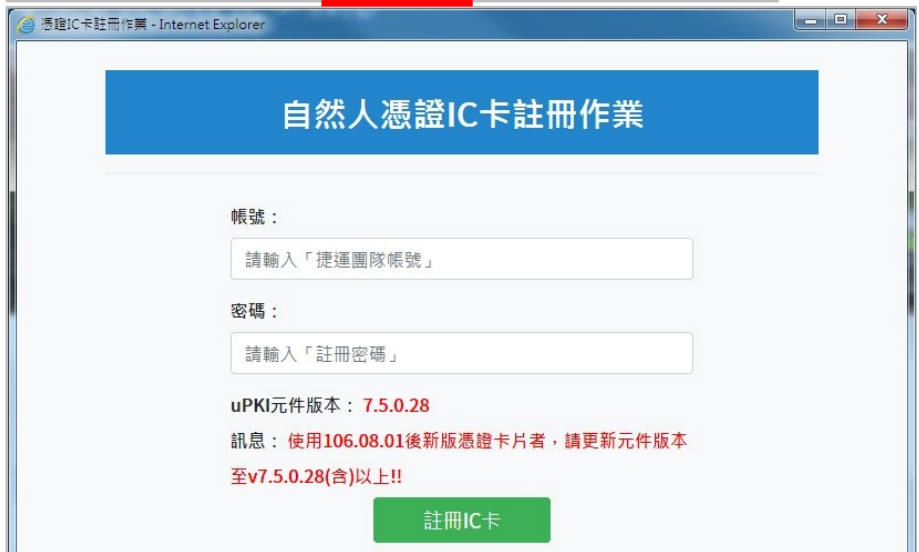 憑證IC卡註冊作業 - Internet Explorer
自然人憑證IC卡註冊作業
帳號：
請輸入「捷運團隊帳號」
密碼：
請輸入「註冊密碼」
uPKI元件版本： 7.5.0.28
訊息： 使用106.08.01後新版憑證卡片者，請更新元件版本
至v7.5.0.28(含)以上!!
註冊IC卡